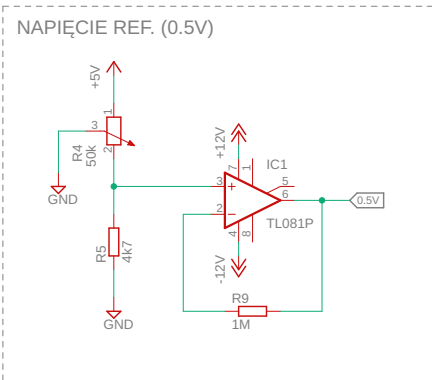 NAPIĘCIE REF. (0.5V)
+5V
1
3
R4
50k
2
GND
+12V
IC1
7
1
3
+
5
6
0.5V
2
-
TL081P
4
8
-12V
R5
4k7
R9
1M
GND